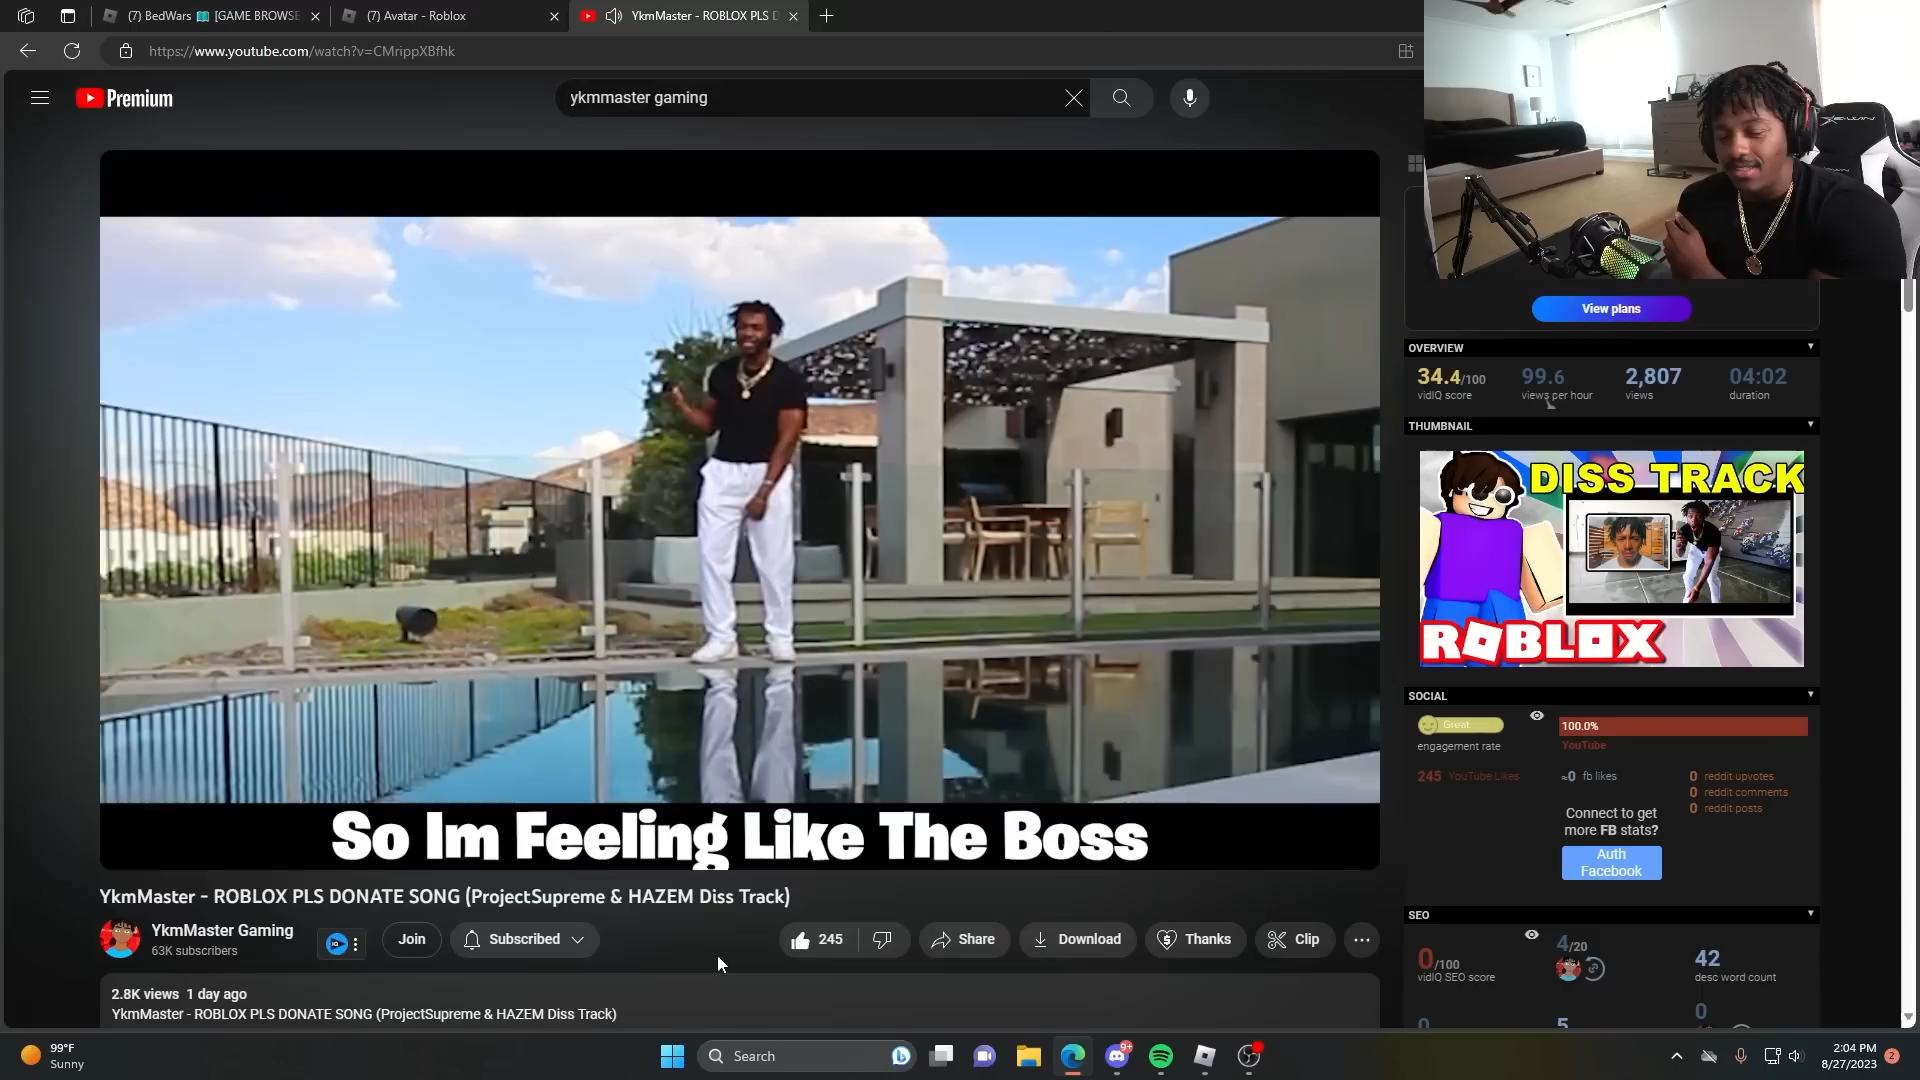 (7) BedWars [GAME BROWSE
(7) Avatar - Roblox
YkmMaster - ROBLOX PLS D
https://www.youtube.com/watch?v=CMrippXBfhk
Premium
ykmmaster gaming
So Im Feeling Like The Boss
YkmMaster - ROBLOX PLS DONATE SONG (ProjectSupreme & HAZEM Diss Track)
YkmMaster Gaming
63K subscribers
Join
Subscribed
245
Share
Download
Thanks
Clip
2.8K views 1 day ago
YkmMaster - ROBLOX PLS DONATE SONG (ProjectSupreme & HAZEM Diss Track)
View plans
OVERVIEW
34.4/100
vidIQ score
99.6
views per hour
2,807
views
04:02
duration
THUMBNAIL
DISS TRACK
ROBLOX
SOCIAL
Great
engagement rate
100.0%
YouTube
245 YouTube Likes
≈0 fb likes
0 reddit upvotes
0 reddit comments
0 reddit posts
Connect to get
more FB stats?
Auth
Facebook
SEO
0/100
vidIQ SEO score
4/20
42
desc word count
0
5
0
99°F
Sunny
Search
9+
2:04 PM
8/27/2023
2